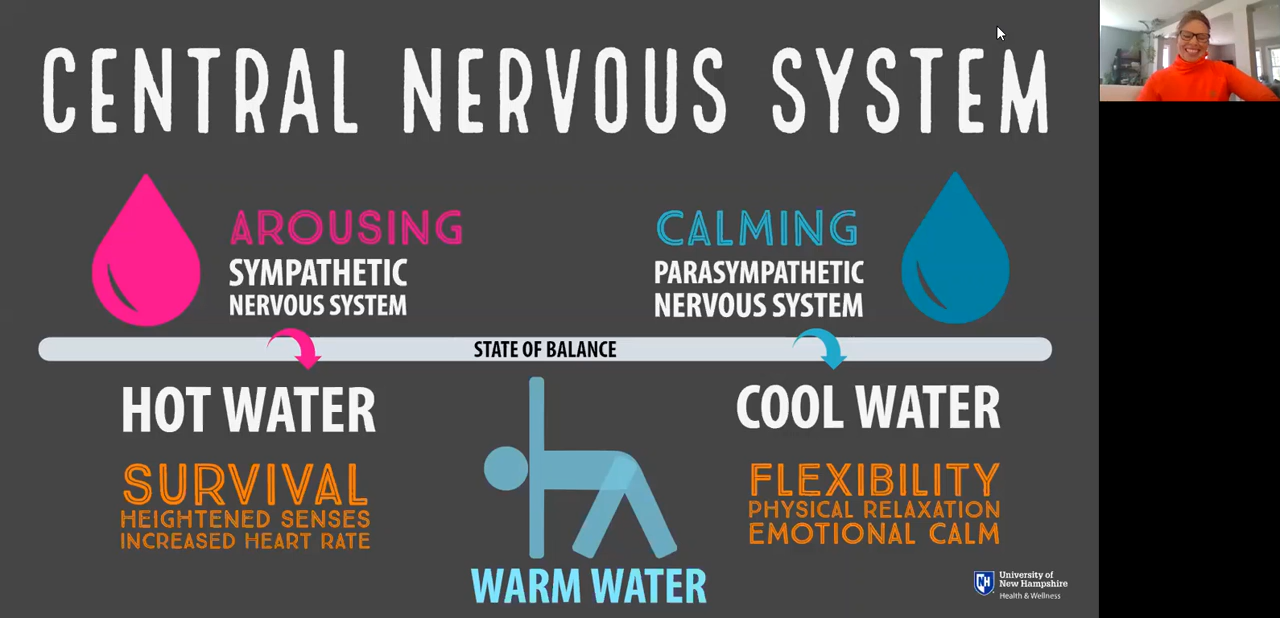 CENTRAL NERVOUS SYSTEM
AROUSING
SYMPATHETIC
NERVOUS SYSTEM
CALMING
PARASYMPATHETIC
NERVOUS SYSTEM
STATE OF BALANCE
HOT WATER
SURVIVAL
HEIGHTENED SENSES
INCREASED HEART RATE
COOL WATER
FLEXIBILITY
PHYSICAL RELAXATION
EMOTIONAL CALM
WARM WATER
NH
University of
New Hampshire
Health & Wellness